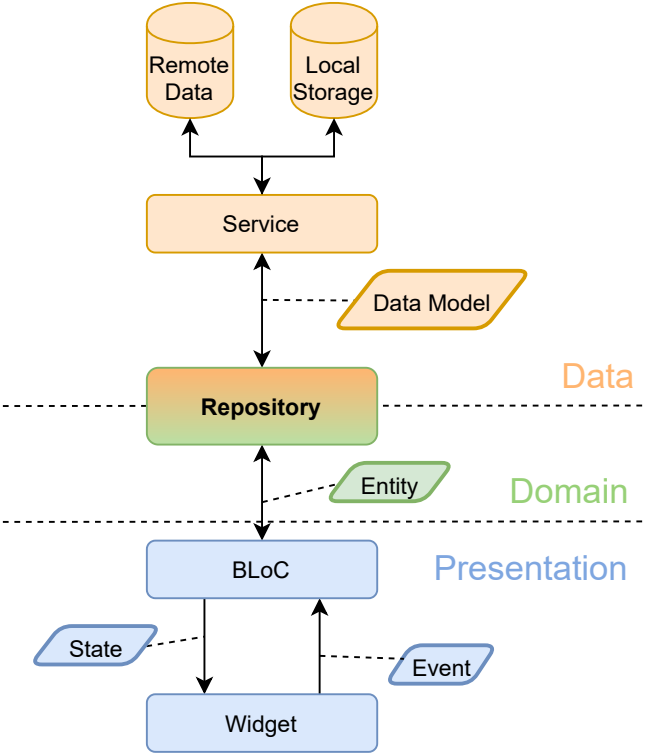 Remote
Data
Local
Storage
Service
Data Model
Data
Repository
Entity
Domain
BLoC
Presentation
State
Event
Widget